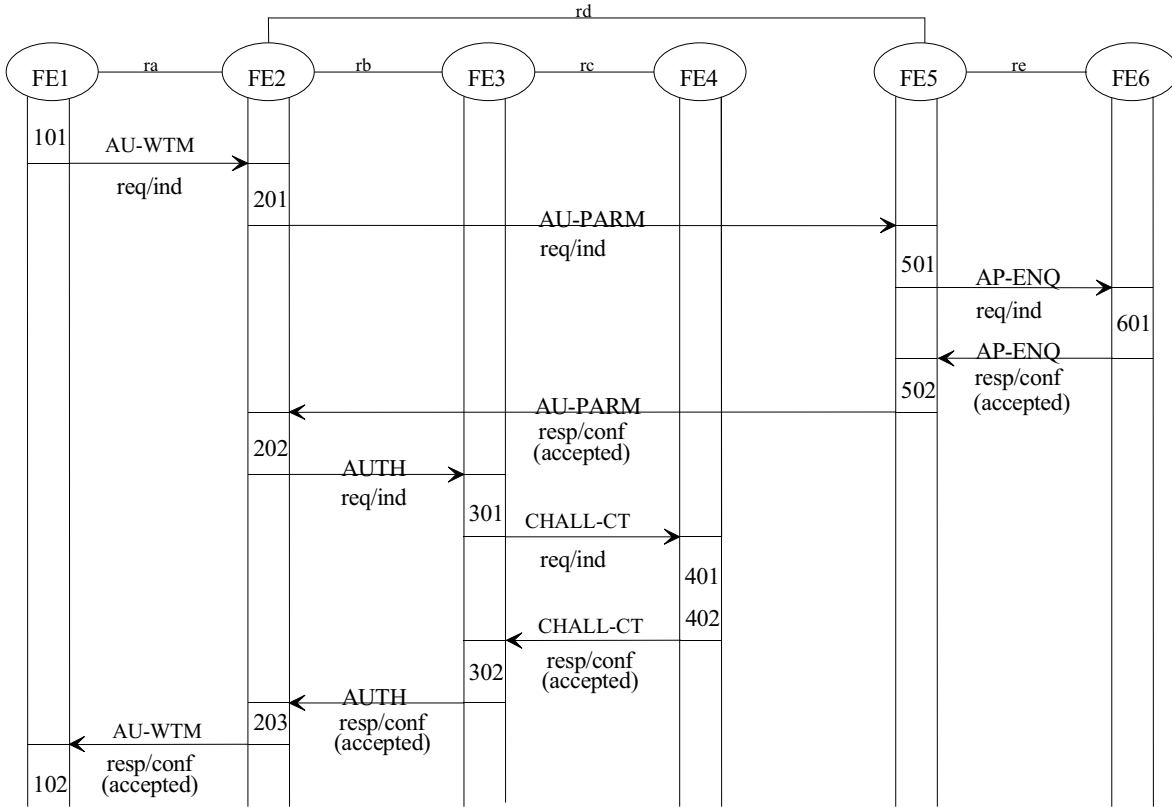 rd
FE1 ra FE2 rb FE3 rc FE4 FE5 re FE6
101
AU-WTM
req/ind
201
AU-PARM
req/ind
501
AP-ENQ
req/ind
601
AP-ENQ
resp/conf
(accepted)
502
AU-PARM
resp/conf
(accepted)
202
AUTH
req/ind
301
CHALL-CT
req/ind
401
402
CHALL-CT
resp/conf
(accepted)
302
AUTH
resp/conf
(accepted)
203
AU-WTM
resp/conf
(accepted)
102